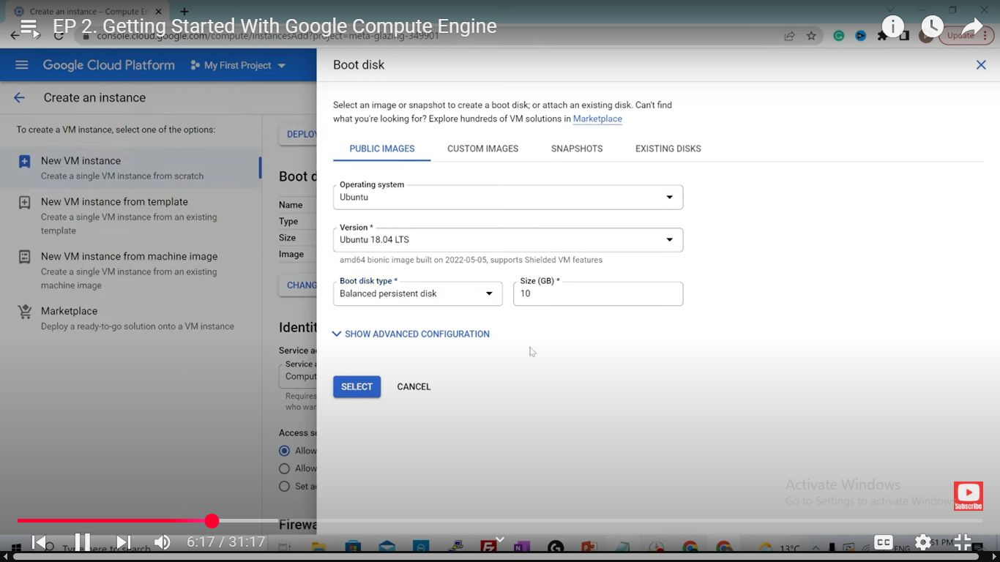 Create an instance – Compute En
EP 2. Getting Started With Google Compute Engine
console.cloud.google.com/compute/instancesAdd?project=meta-glazing-349901
Update
Google Cloud Platform
My First Project
Create an instance
To create a VM instance, select one of the options:
New VM instance
Create a single VM instance from scratch
New VM instance from template
Create a single VM instance from an existing
template
New VM instance from machine image
Create a single VM instance from an existing
machine image
Marketplace
Deploy a ready-to-go solution onto a VM instance
DEPLOY
Boot d
Name
Type
Size
Image
CHANG
Identit
Service a
Service a
Comput
Requires
who wan
Access s
Allow
Allow
Set a
Firewa
Boot disk
Select an image or snapshot to create a boot disk; or attach an existing disk. Can't find
what you're looking for? Explore hundreds of VM solutions in Marketplace
PUBLIC IMAGES CUSTOM IMAGES SNAPSHOTS EXISTING DISKS
Operating system
Ubuntu
Version *
Ubuntu 18.04 LTS
amd64 bionic image built on 2022-05-05, supports Shielded VM features
Boot disk type * Size (GB) *
Balanced persistent disk 10
SHOW ADVANCED CONFIGURATION
SELECT CANCEL
Activate Windows
Go to Settings to activate Windows
Subscribe
Type here to search
6:17 / 31:17
13°C
ENG
CC